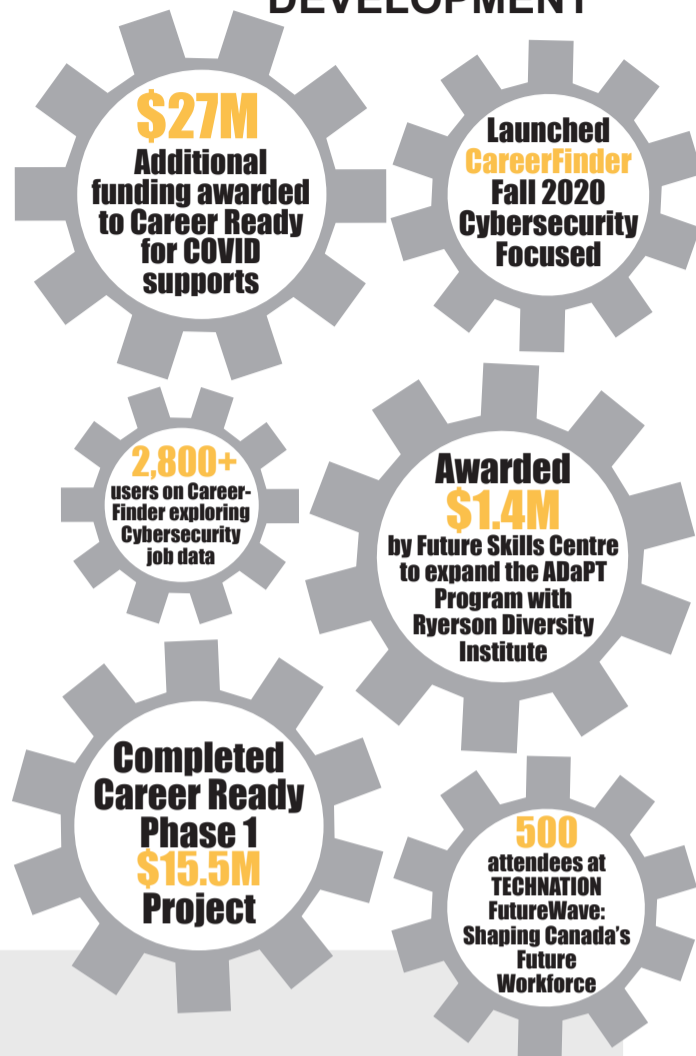 DEVELOPMENT
$27M
Additional
funding awarded
to Career Ready
for COVID
supports
Launched
CareerFinder
Fall 2020
Cybersecurity
Focused
2,800+
users on Career-
Finder exploring
Cybersecurity
job data
Awarded
$1.4M
by Future Skills Centre
to expand the ADaPT
Program with
Ryerson Diversity
Institute
Completed
Career Ready
Phase 1
$15.5M
Project
500
attendees at
TECHNATION
FutureWave:
Shaping Canada's
Future
Workforce